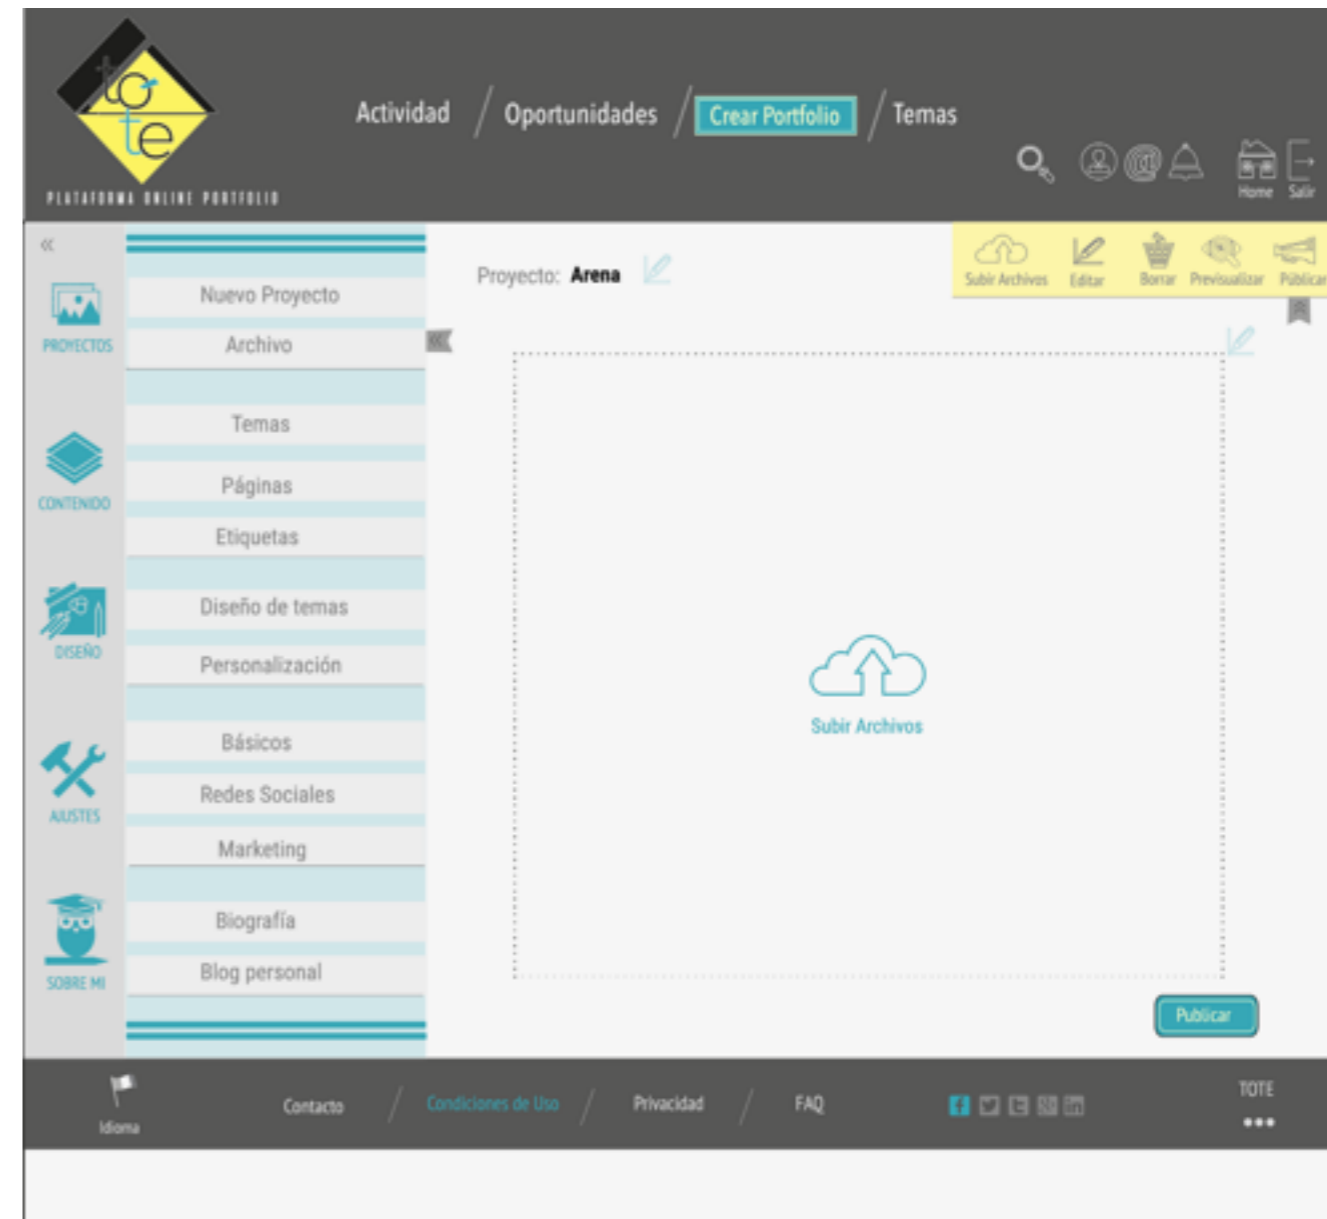 tote
PLATAFORMA ONLINE PORTFOLIO
Actividad / Oportunidades / Crear Portfolio / Temas
Home
Salir
«
PROYECTOS
Nuevo Proyecto
Archivo
CONTENIDO
Temas
Páginas
Etiquetas
DISEÑO
Diseño de temas
Personalización
AJUSTES
Básicos
Redes Sociales
Marketing
SOBRE MI
Biografía
Blog personal
Proyecto: Arena
Subir Archivos
Editar
Borrar
Previsualizar
Públicar
Subir Archivos
Publicar
Idioma
Contacto / Condiciones de Uso / Privacidad / FAQ
TOTE